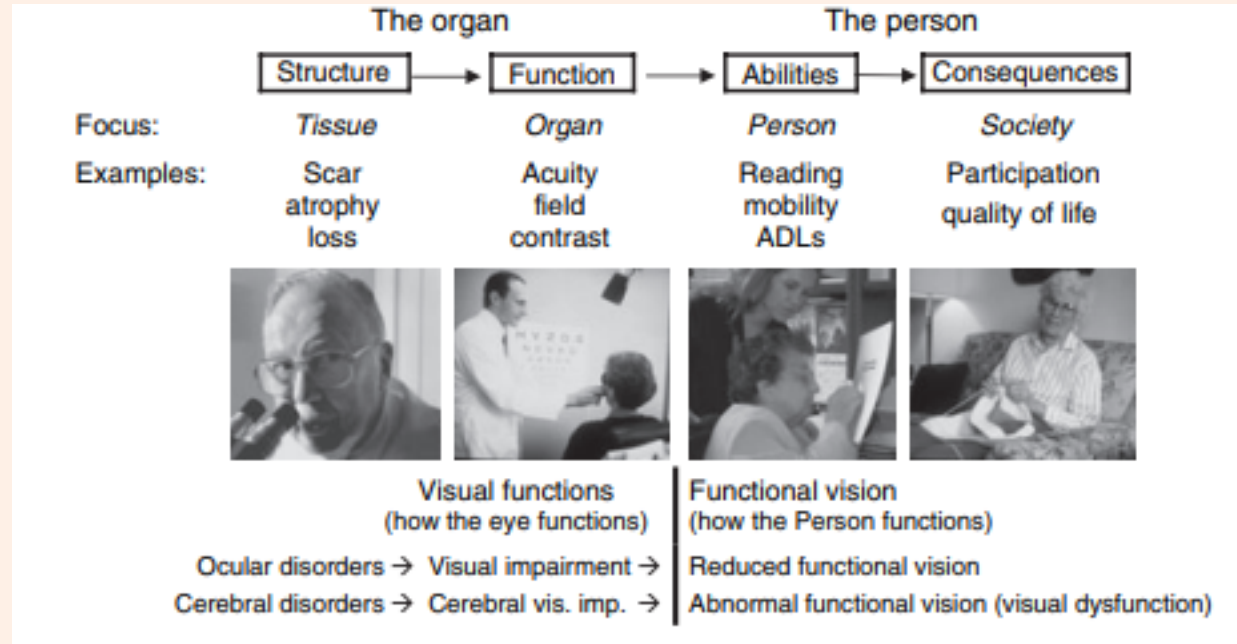 The organ The person
Structure Function Abilities Consequences
Focus: Tissue Organ Person Society
Examples: Scar Acuity Reading Participation
atrophy field mobility quality of life
loss contrast ADLs
Visual functions Functional vision
(how the eye functions) (how the Person functions)
Ocular disorders → Visual impairment → Reduced functional vision
Cerebral disorders → Cerebral vis. imp. → Abnormal functional vision (visual dysfunction)